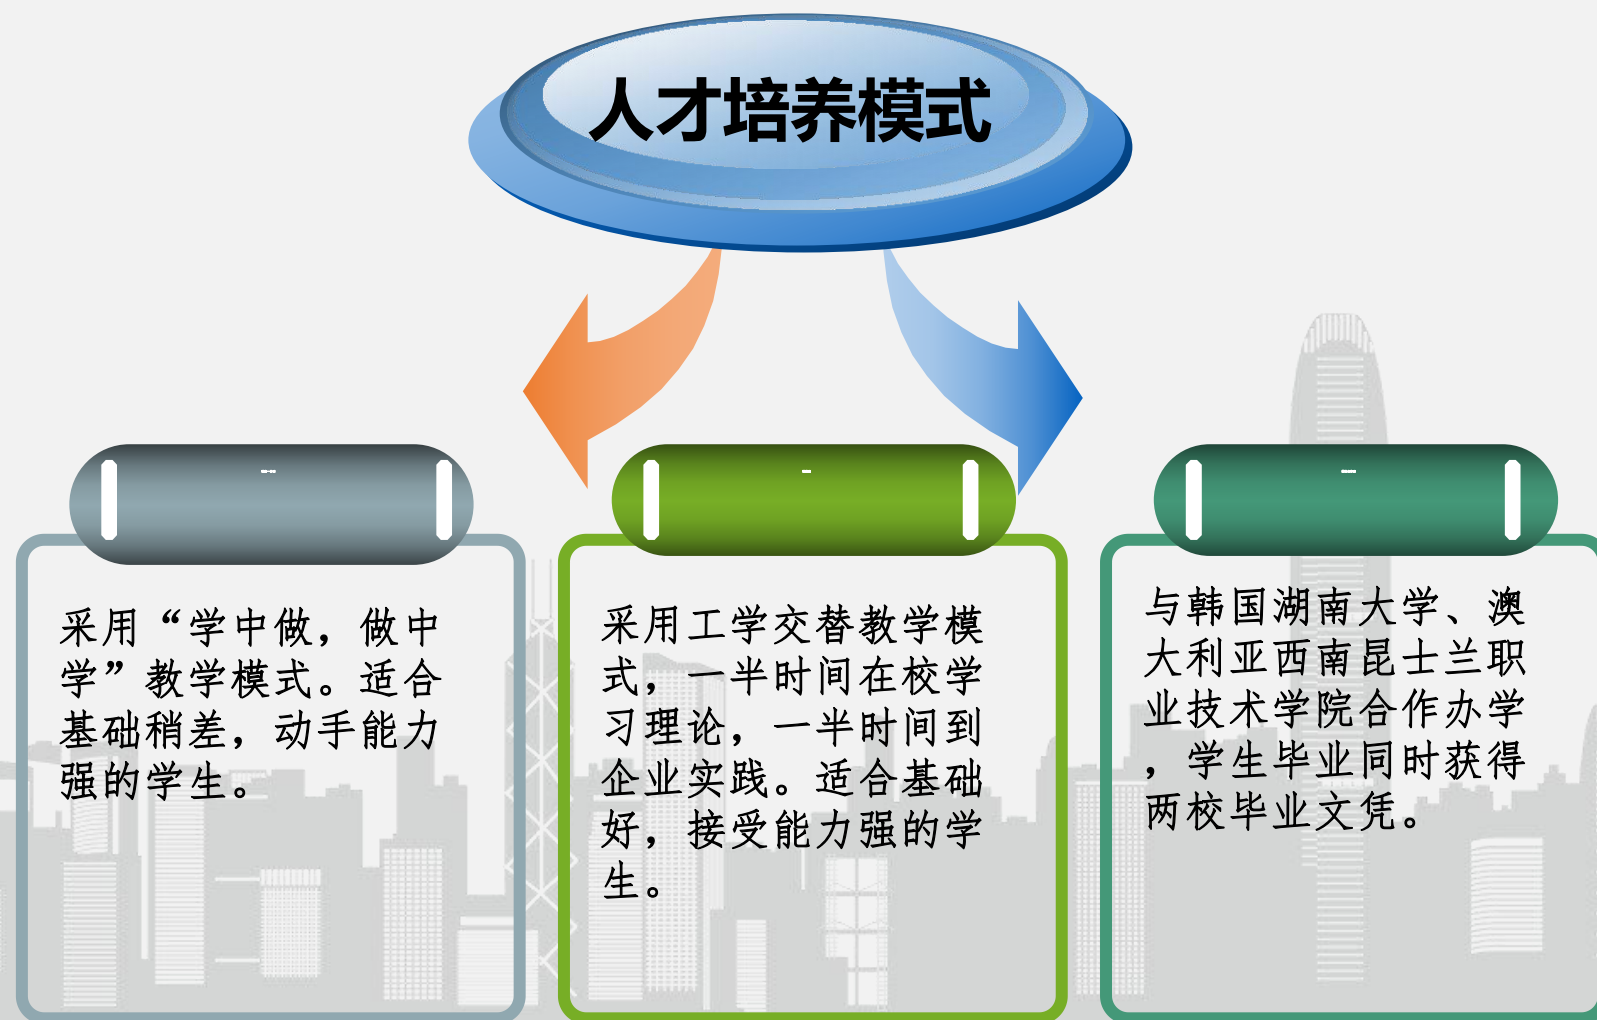 人才培养模式
采用“学中做，做中
学”教学模式。适合
基础稍差，动手能力
强的学生。
采用工学交替教学模
式，一半时间在校学
习理论，一半时间到
企业实践。适合基础
好，接受能力强的学
生。
与韩国湖南大学、澳
大利亚西南昆士兰职
业技术学院合作办学
，学生毕业同时获得
两校毕业文凭。